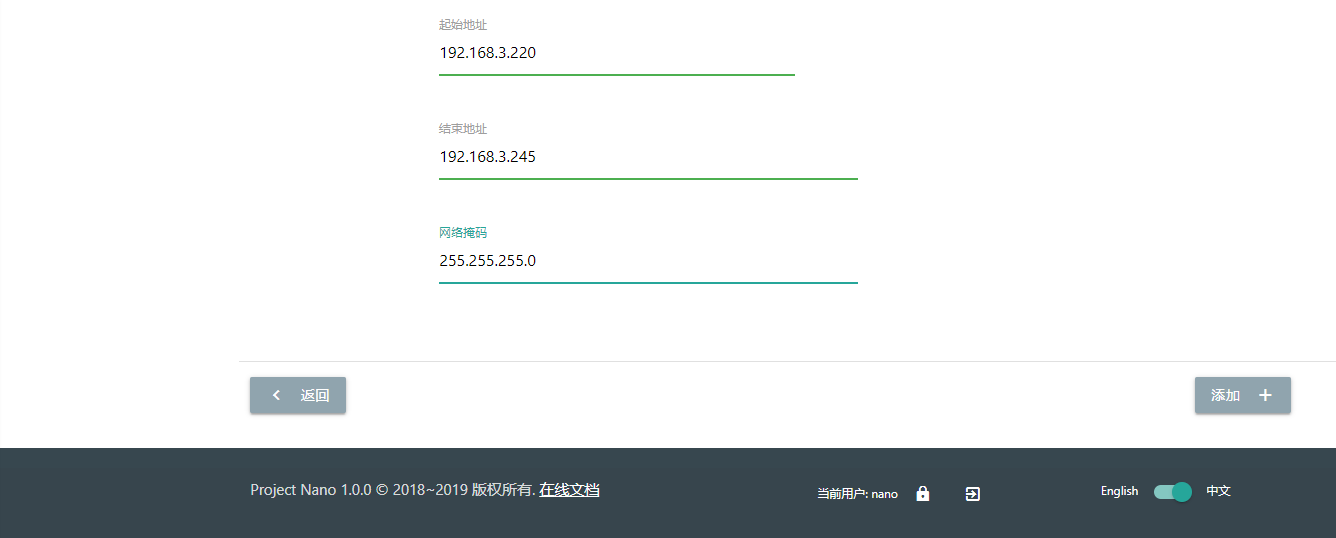 起始地址
192.168.3.220
结束地址
192.168.3.245
网络掩码
255.255.255.0
返回
添加
Project Nano 1.0.0 © 2018~2019 版权所有. 在线文档
当前用户: nano
English 中文